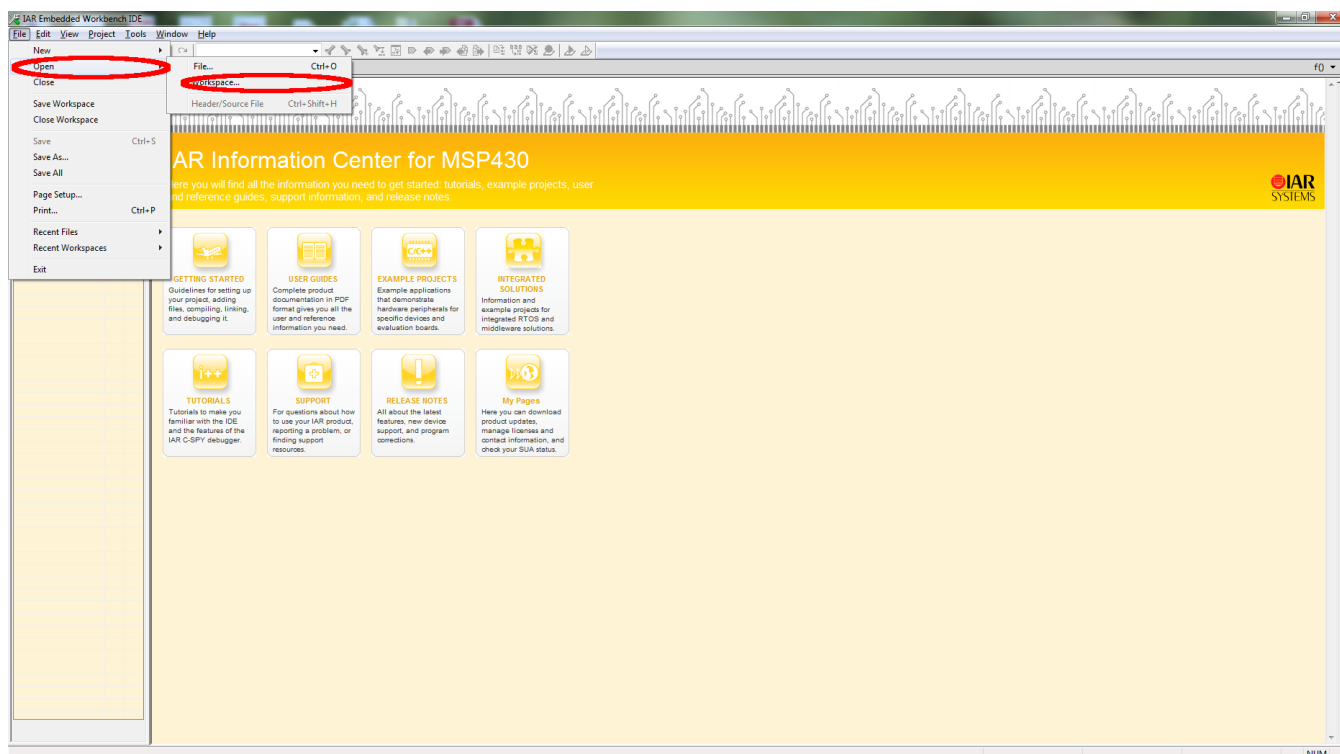 IAR Embedded Workbench IDE
File Edit View Project Tools Window Help
New
Open
Close
Save Workspace
Close Workspace
Save Ctrl+S
Save As...
Save All
Page Setup...
Print... Ctrl+P
Recent Files
Recent Workspaces
Exit
File... Ctrl+O
Workspace...
Header/Source File Ctrl+Shift+H
f()
AR Information Center for MSP430
ere you will find all the information you need to get started: tutorials, example projects, user
nd reference guides, support information, and release notes.
IAR
SYSTEMS
GETTING STARTED
Guidelines for setting up
your project, adding
files, compiling, linking,
and debugging it.
USER GUIDES
Complete product
documentation in PDF
format gives you all the
user and reference
information you need.
C/C++
EXAMPLE PROJECTS
Example applications
that demonstrate
hardware peripherals for
specific devices and
evaluation boards.
INTEGRATED
SOLUTIONS
Information and
example projects for
integrated RTOS and
middleware solutions.
i++
TUTORIALS
Tutorials to make you
familiar with the IDE
and the features of the
IAR C-SPY debugger.
SUPPORT
For questions about how
to use your IAR product,
reporting a problem, or
finding support
resources.
RELEASE NOTES
All about the latest
features, new device
support, and program
corrections.
My Pages
Here you can download
product updates,
manage licenses and
contact information, and
check your SUA status.
NUM